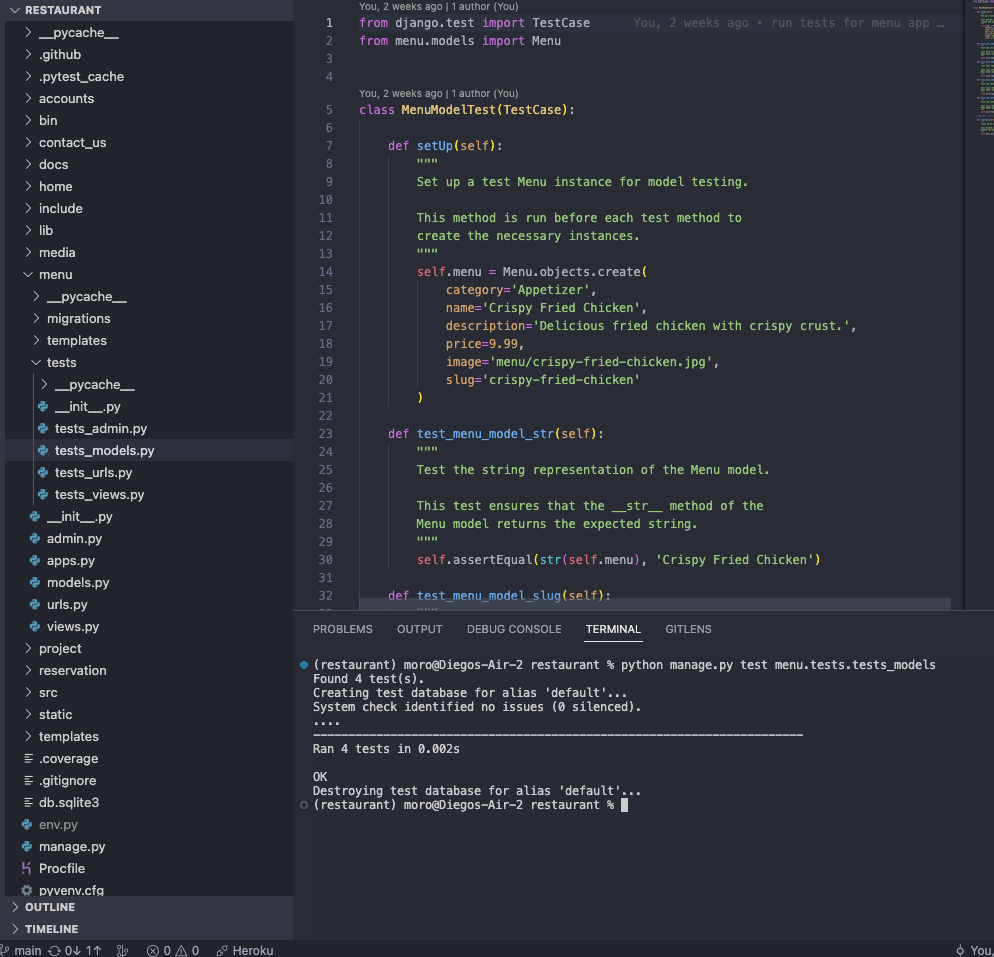 RESTAURANT
__pycache__
.github
.pytest_cache
accounts
bin
contact_us
docs
home
include
lib
media
menu
__pycache__
migrations
templates
tests
__pycache__
__init__.py
tests_admin.py
tests_models.py
tests_urls.py
tests_views.py
__init__.py
admin.py
apps.py
models.py
urls.py
views.py
project
reservation
src
static
templates
.coverage
.gitignore
db.sqlite3
env.py
manage.py
Procfile
pyvenv.cfg
OUTLINE
TIMELINE
You, 2 weeks ago | 1 author (You)
1 from django.test import TestCase You, 2 weeks ago • run tests for menu app …
2 from menu.models import Menu
3
4
You, 2 weeks ago | 1 author (You)
5 class MenuModelTest(TestCase):
6
7 def setUp(self):
8 """
9 Set up a test Menu instance for model testing.
10
11 This method is run before each test method to
12 create the necessary instances.
13 """
14 self.menu = Menu.objects.create(
15 category='Appetizer',
16 name='Crispy Fried Chicken',
17 description='Delicious fried chicken with crispy crust.',
18 price=9.99,
19 image='menu/crispy-fried-chicken.jpg',
20 slug='crispy-fried-chicken'
21 )
22
23 def test_menu_model_str(self):
24 """
25 Test the string representation of the Menu model.
26
27 This test ensures that the __str__ method of the
28 Menu model returns the expected string.
29 """
30 self.assertEqual(str(self.menu), 'Crispy Fried Chicken')
31
32 def test_menu_model_slug(self):
PROBLEMS OUTPUT DEBUG CONSOLE TERMINAL GITLENS
(restaurant) moro@Diegos-Air-2 restaurant % python manage.py test menu.tests.tests_models
Found 4 test(s).
Creating test database for alias 'default'...
System check identified no issues (0 silenced).
....
----------------------------------------------------------------------
Ran 4 tests in 0.002s
OK
Destroying test database for alias 'default'...
(restaurant) moro@Diegos-Air-2 restaurant %
main 0↓ 1↑ 0 0 Heroku You,